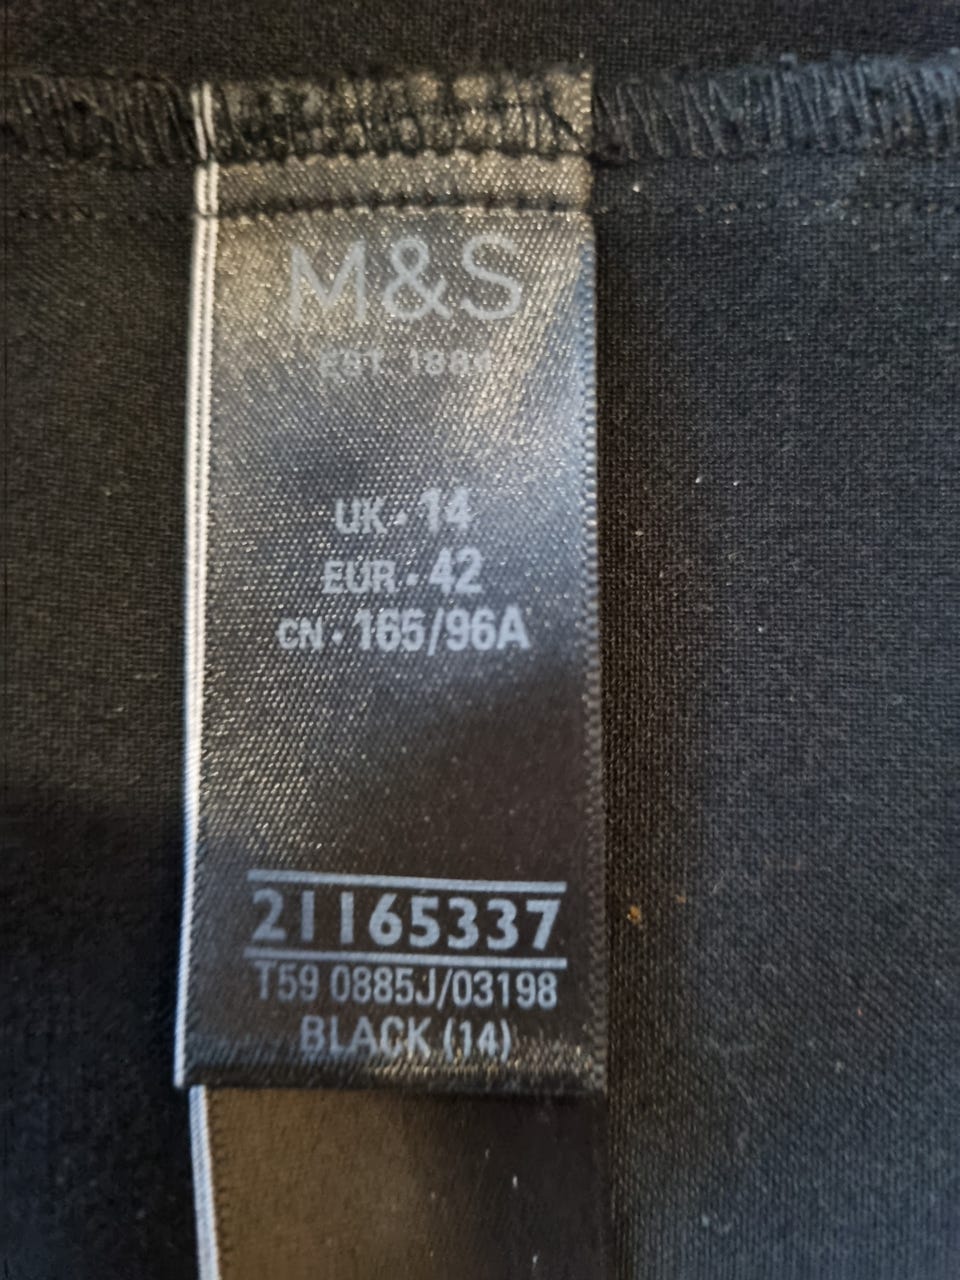 M&S
EST. 1884
UK · 14
EUR · 42
CN · 165/96A
21165337
T59 0885J/03198
BLACK (14)